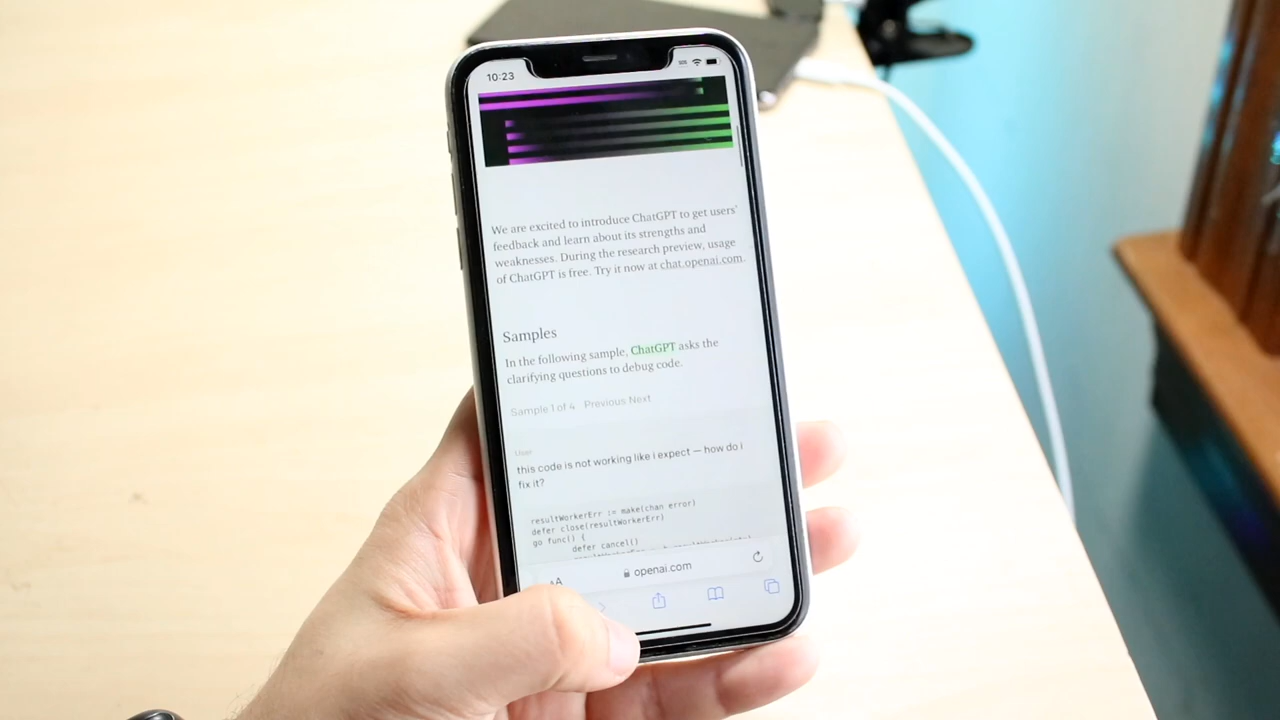 10:23
We are excited to introduce ChatGPT to get users'
feedback and learn about its strengths and
weaknesses. During the research preview, usage
of ChatGPT is free. Try it now at chat.openai.com.
Samples
In the following sample, ChatGPT asks the
clarifying questions to debug code.
Sample 1 of 4 Previous Next
User
this code is not working like i expect — how do i
fix it?
resultWorkerErr := make(chan error)
defer close(resultWorkerErr)
go func() {
defer cancel()
AA
openai.com